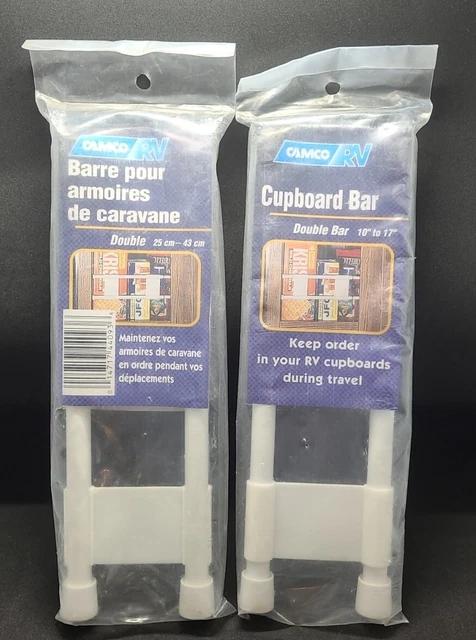 CAMCO RV
Barre pour
armoires
de caravane
Double 25 cm – 43 cm
Maintenez vos
armoires de caravane
en ordre pendant vos
déplacements
CAMCO RV
Cupboard Bar
Double Bar 10" to 17"
Keep order
in your RV cupboards
during travel